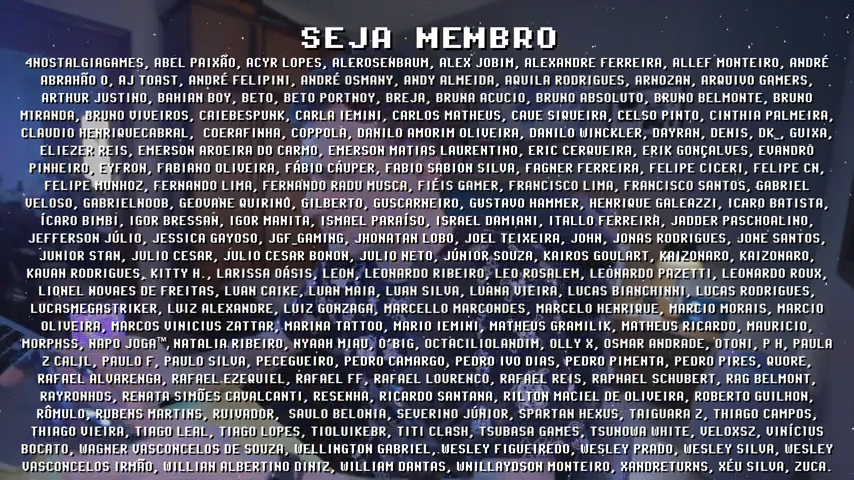 SEJA MEMBRO
4NOSTALGIAGAMES, ABEL PAIXÃO, ACYR LOPES, ALEROSENBAUM, ALEX JOBIM, ALEXANDRE FERREIRA, ALLEF MONTEIRO, ANDRÉ
ABRAHÃO O, AJ TOAST, ANDRÉ FELIPINI, ANDRÉ OSMANY, ANDY ALMEIDA, AQUILA RODRIGUES, ARNOZAN, ARQUIVO GAMERS,
ARTHUR JUSTINO, BAHIAN BOY, BETO, BETO PORTNOY, BREJA, BRUNA ACUCIO, BRUNO ABSOLUTO, BRUNO BELMONTE, BRUNO
MIRANDA, BRUNO VIVEIROS, CAIEBESPUNK, CARLA IEMINI, CARLOS MATHEUS, CAUE SIQUEIRA, CELSO PINTO, CINTHIA PALMEIRA,
CLAUDIO HENRIQUECABRAL, COERAFINHA, COPPOLA, DANILO AMORIM OLIVEIRA, DANILO WINCKLER, DAYRAN, DENIS, DK_, GUIXA,
ELIEZER REIS, EMERSON AROEIRA DO CARMO, EMERSON MATIAS LAURENTINO, ERIC CERQUEIRA, ERIK GONÇALVES, EVANDRO
PINHEIRO, EYFRON, FABIANO OLIVEIRA, FÁBIO CÁUPER, FABIO SABION SILVA, FAGNER FERREIRA, FELIPE CICERI, FELIPE CN,
FELIPE MUNHOZ, FERNANDO LIMA, FERNANDO RADU MUSCA, FIÉIS GAMER, FRANCISCO LIMA, FRANCISCO SANTOS, GABRIEL
VELOSO, GABRIELNOOB, GEOVANE QUIRINO, GILBERTO, GUSCARNEIRO, GUSTAVO HAMMER, HENRIQUE GALEAZZI, ICARO BATISTA,
ÍCARO BIMBI, IGOR BRESSAN, IGOR MANITA, ISMAEL PARAÍSO, ISRAEL DAMIANI, ITALLO FERREIRA, JADDER PASCHOALINO,
JEFFERSON JÚLIO, JESSICA GAYOSO, JGF_GAMING, JHONATAN LOBO, JOEL TEIXEIRA, JOHN, JONAS RODRIGUES, JONE SANTOS,
JUNIOR STAN, JULIO CESAR, JULIO CESAR BONON, JULIO NETO, JÚNIOR SOUZA, KAIROS GOULART, KAIZONARO, KAIZONARO,
KAUAN RODRIGUES, KITTY H., LARISSA OÁSIS, LEON, LEONARDO RIBEIRO, LEO ROSALEM, LEONARDO PAZETTI, LEONARDO ROUX,
LIONEL NOVAES DE FREITAS, LUAN CAIKE, LUAN MAIA, LUAN SILVA, LUANA VIEIRA, LUCAS BIANCHINNI, LUCAS RODRIGUES,
LUCASMEGASTRIKER, LUIZ ALEXANDRE, LUIZ GONZAGA, MARCELLO MARCONDES, MARCELO HENRIQUE, MARCIO MORAIS, MARCIO
OLIVEIRA, MARCOS VINICIUS ZATTAR, MARINA TATTOO, MARIO IEMINI, MATHEUS GRAMILIK, MATHEUS RICARDO, MAURICIO,
MORPHSS, NAPO JOGA™, NATALIA RIBEIRO, NYAAH MIAU, O'BIG, OCTACILIOLANDIM, OLLY X, OSMAR ANDRADE, OTONI, P H, PAULA
Z CALIL, PAULO F, PAULO SILVA, PECEGUEIRO, PEDRO CAMARGO, PEDRO IVO DIAS, PEDRO PIMENTA, PEDRO PIRES, QUORE,
RAFAEL ALVARENGA, RAFAEL EZEQUIEL, RAFAEL FF, RAFAEL LOURENCO, RAFAEL REIS, RAPHAEL SCHUBERT, RAG BELMONT,
RAYRONHDS, RENATA SIMÕES CAVALCANTI, RESENHA, RICARDO SANTANA, RILTON MACIEL DE OLIVEIRA, ROBERTO GUILHON,
RÔMULO, RUBENS MARTINS, RUIVADOR, SAULO BELONIA, SEVERINO JÚNIOR, SPARTAN HEXUS, TAIGUARA Z, THIAGO CAMPOS,
THIAGO VIEIRA, TIAGO LEAL, TIAGO LOPES, TIOLUIKEBR, TITI CLASH, TSUBASA GAMES, TSUNOWA WHITE, VELOXSZ, VINÍCIUS
BOCATO, WAGNER VASCONCELOS DE SOUZA, WELLINGTON GABRIEL, WESLEY FIGUEIREDO, WESLEY PRADO, WESLEY SILVA, WESLEY
VASCONCELOS IRMÃO, WILLIAN ALBERTINO DINIZ, WILLIAM DANTAS, WNILLAYDSON MONTEIRO, XANDRETURNS, XÉU SILVA, ZUCA.